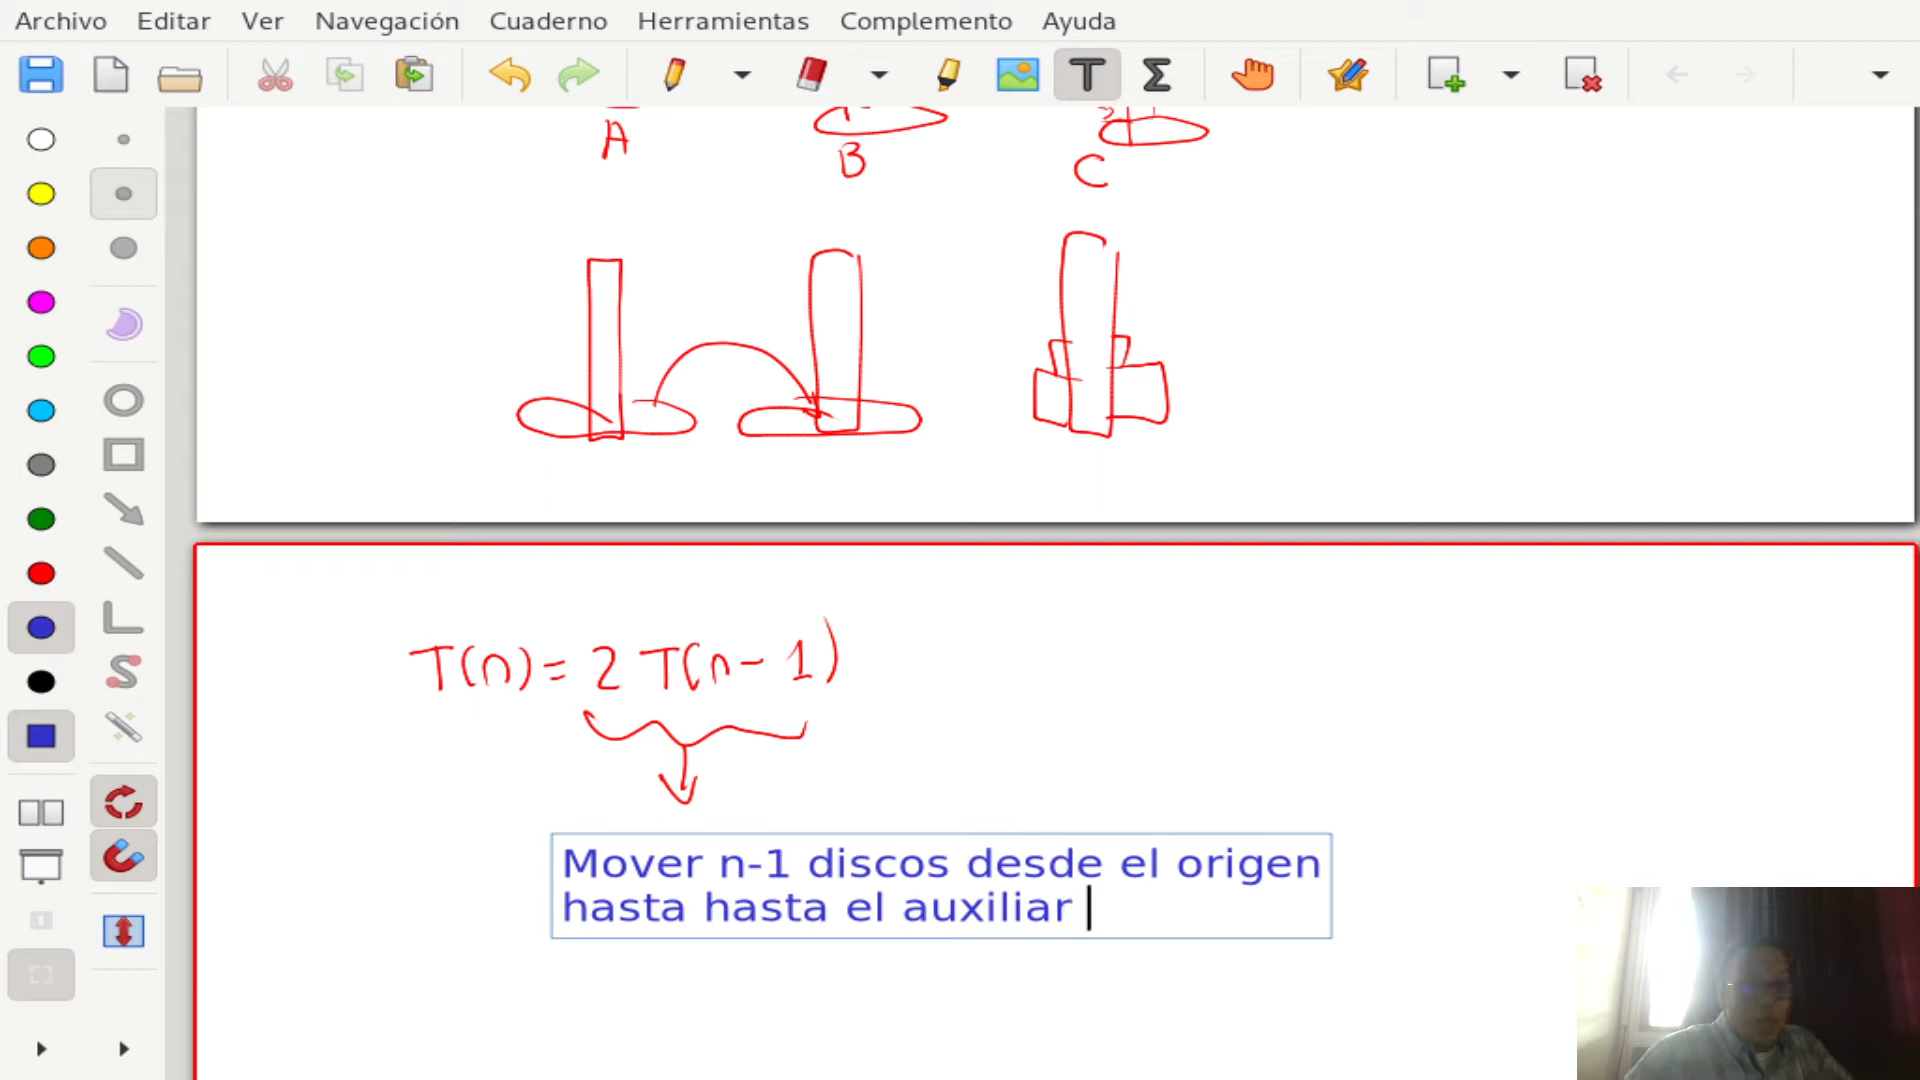 Archivo Editar Ver Navegación Cuaderno Herramientas Complemento Ayuda
A
B
C
T(n) = 2 T(n-1)
Mover n-1 discos desde el origen
hasta hasta el auxiliar